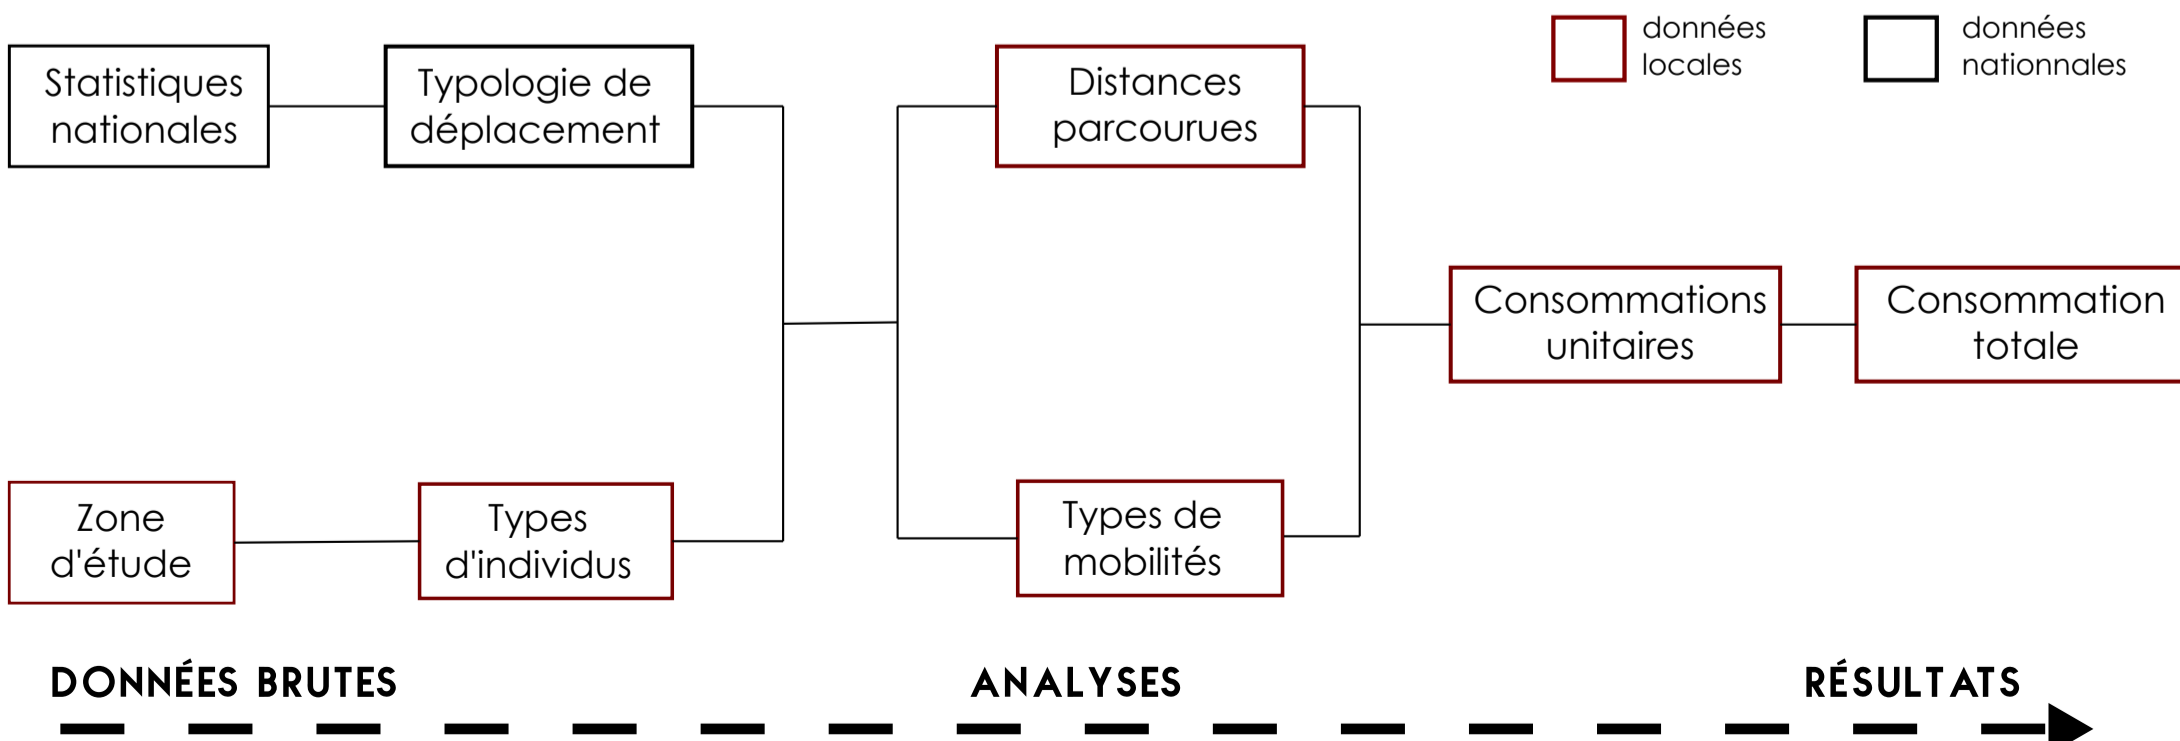 données
locales
données
nationnales
Statistiques
nationales
Typologie de
déplacement
Distances
parcourues
Consommations
unitaires
Consommation
totale
Zone
d'étude
Types
d'individus
Types de
mobilités
DONNÉES BRUTES
ANALYSES
RÉSULTATS